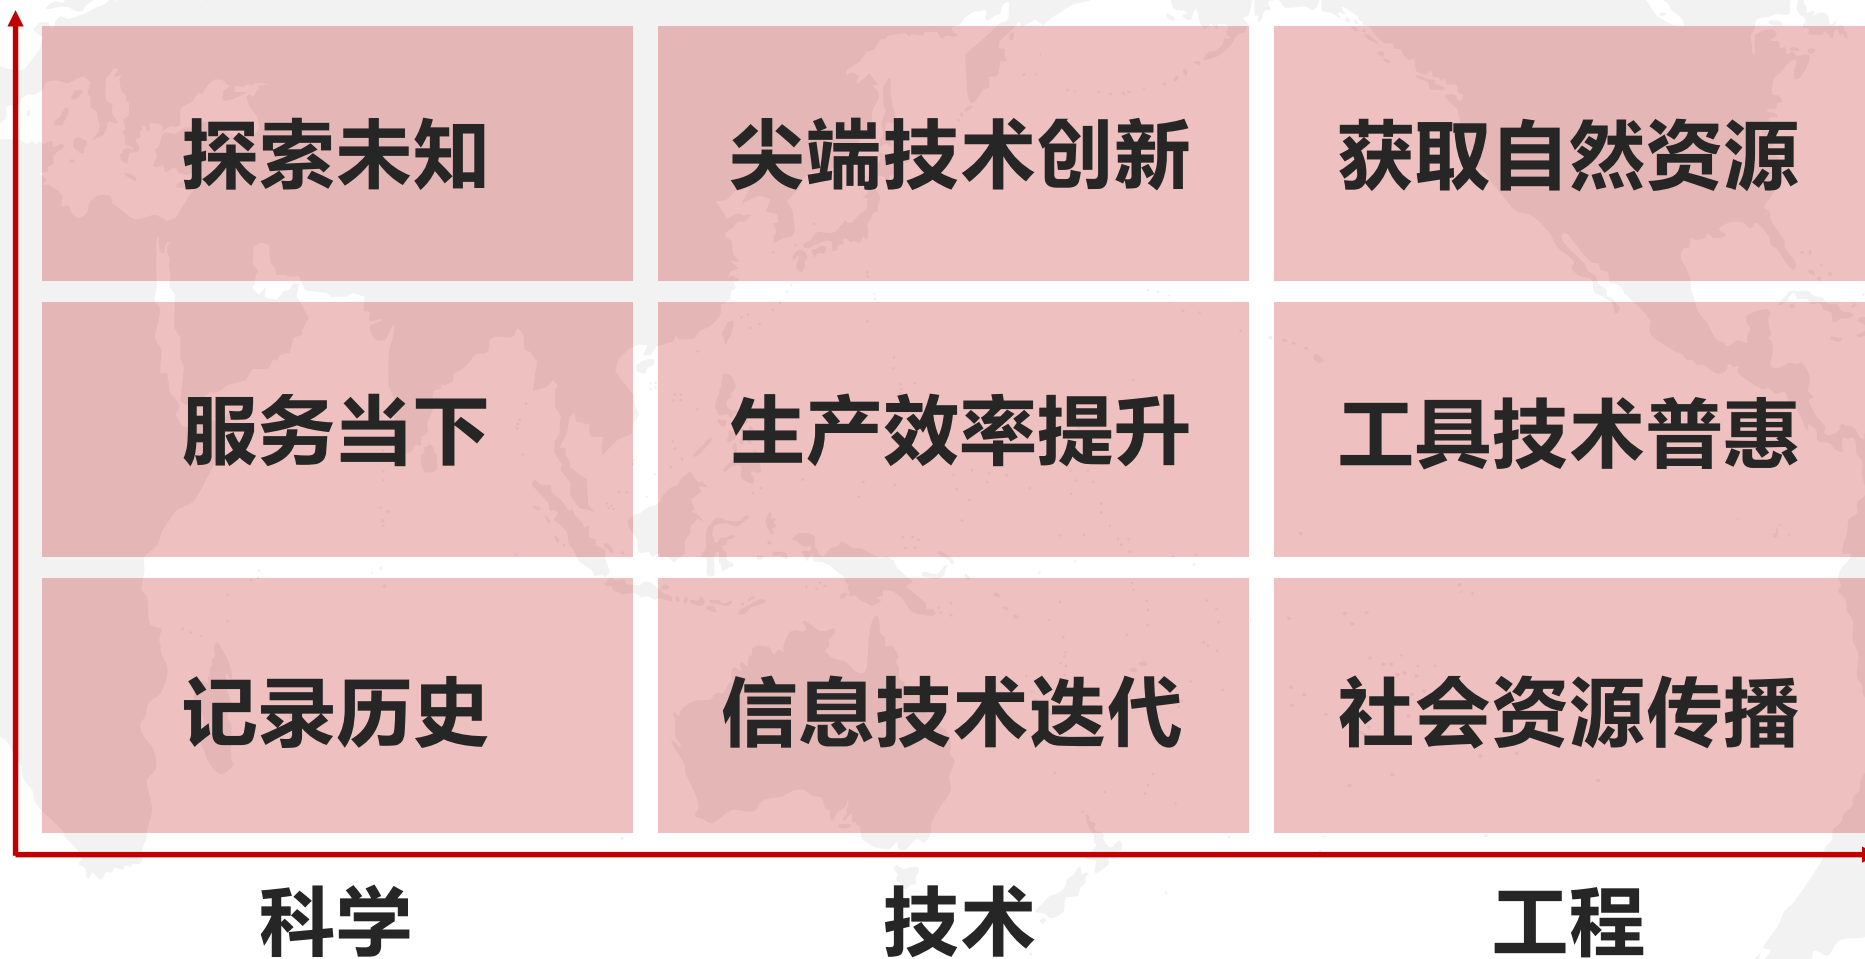 探索未知
尖端技术创新
获取自然资源
服务当下
生产效率提升
工具技术普惠
记录历史
信息技术迭代
社会资源传播
科学
技术
工程